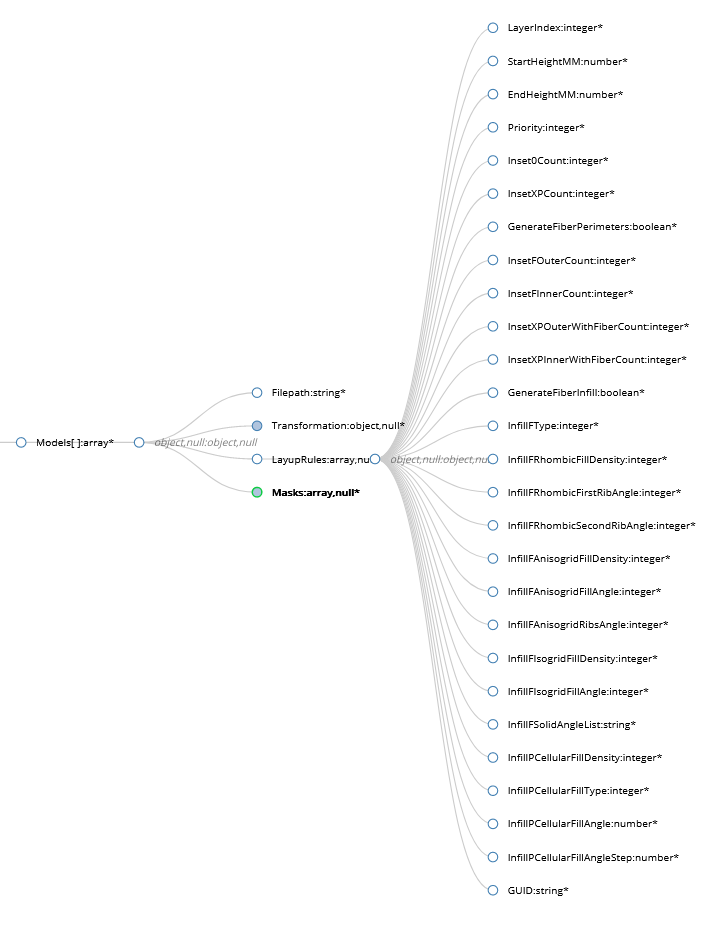 LayerIndex:integer*
StartHeightMM:number*
EndHeightMM:number*
Priority:integer*
Inset0Count:integer*
InsetXPCount:integer*
GenerateFiberPerimeters:boolean*
InsetFOuterCount:integer*
InsetFInnerCount:integer*
InsetXPOuterWithFiberCount:integer*
InsetXPInnerWithFiberCount:integer*
Filepath:string*
GenerateFiberInfill:boolean*
Transformation:object,null*
InfillFType:integer*
Models[ ]:array*
object,null:object,null
LayupRules:array,nu
object,null:object,nu
InfillFRhombicFillDensity:integer*
Masks:array,null*
InfillFRhombicFirstRibAngle:integer*
InfillFRhombicSecondRibAngle:integer*
InfillFAnisogridFillDensity:integer*
InfillFAnisogridFillAngle:integer*
InfillFAnisogridRibsAngle:integer*
InfillFIsogridFillDensity:integer*
InfillFIsogridFillAngle:integer*
InfillFSolidAngleList:string*
InfillPCellularFillDensity:integer*
InfillPCellularFillType:integer*
InfillPCellularFillAngle:number*
InfillPCellularFillAngleStep:number*
GUID:string*